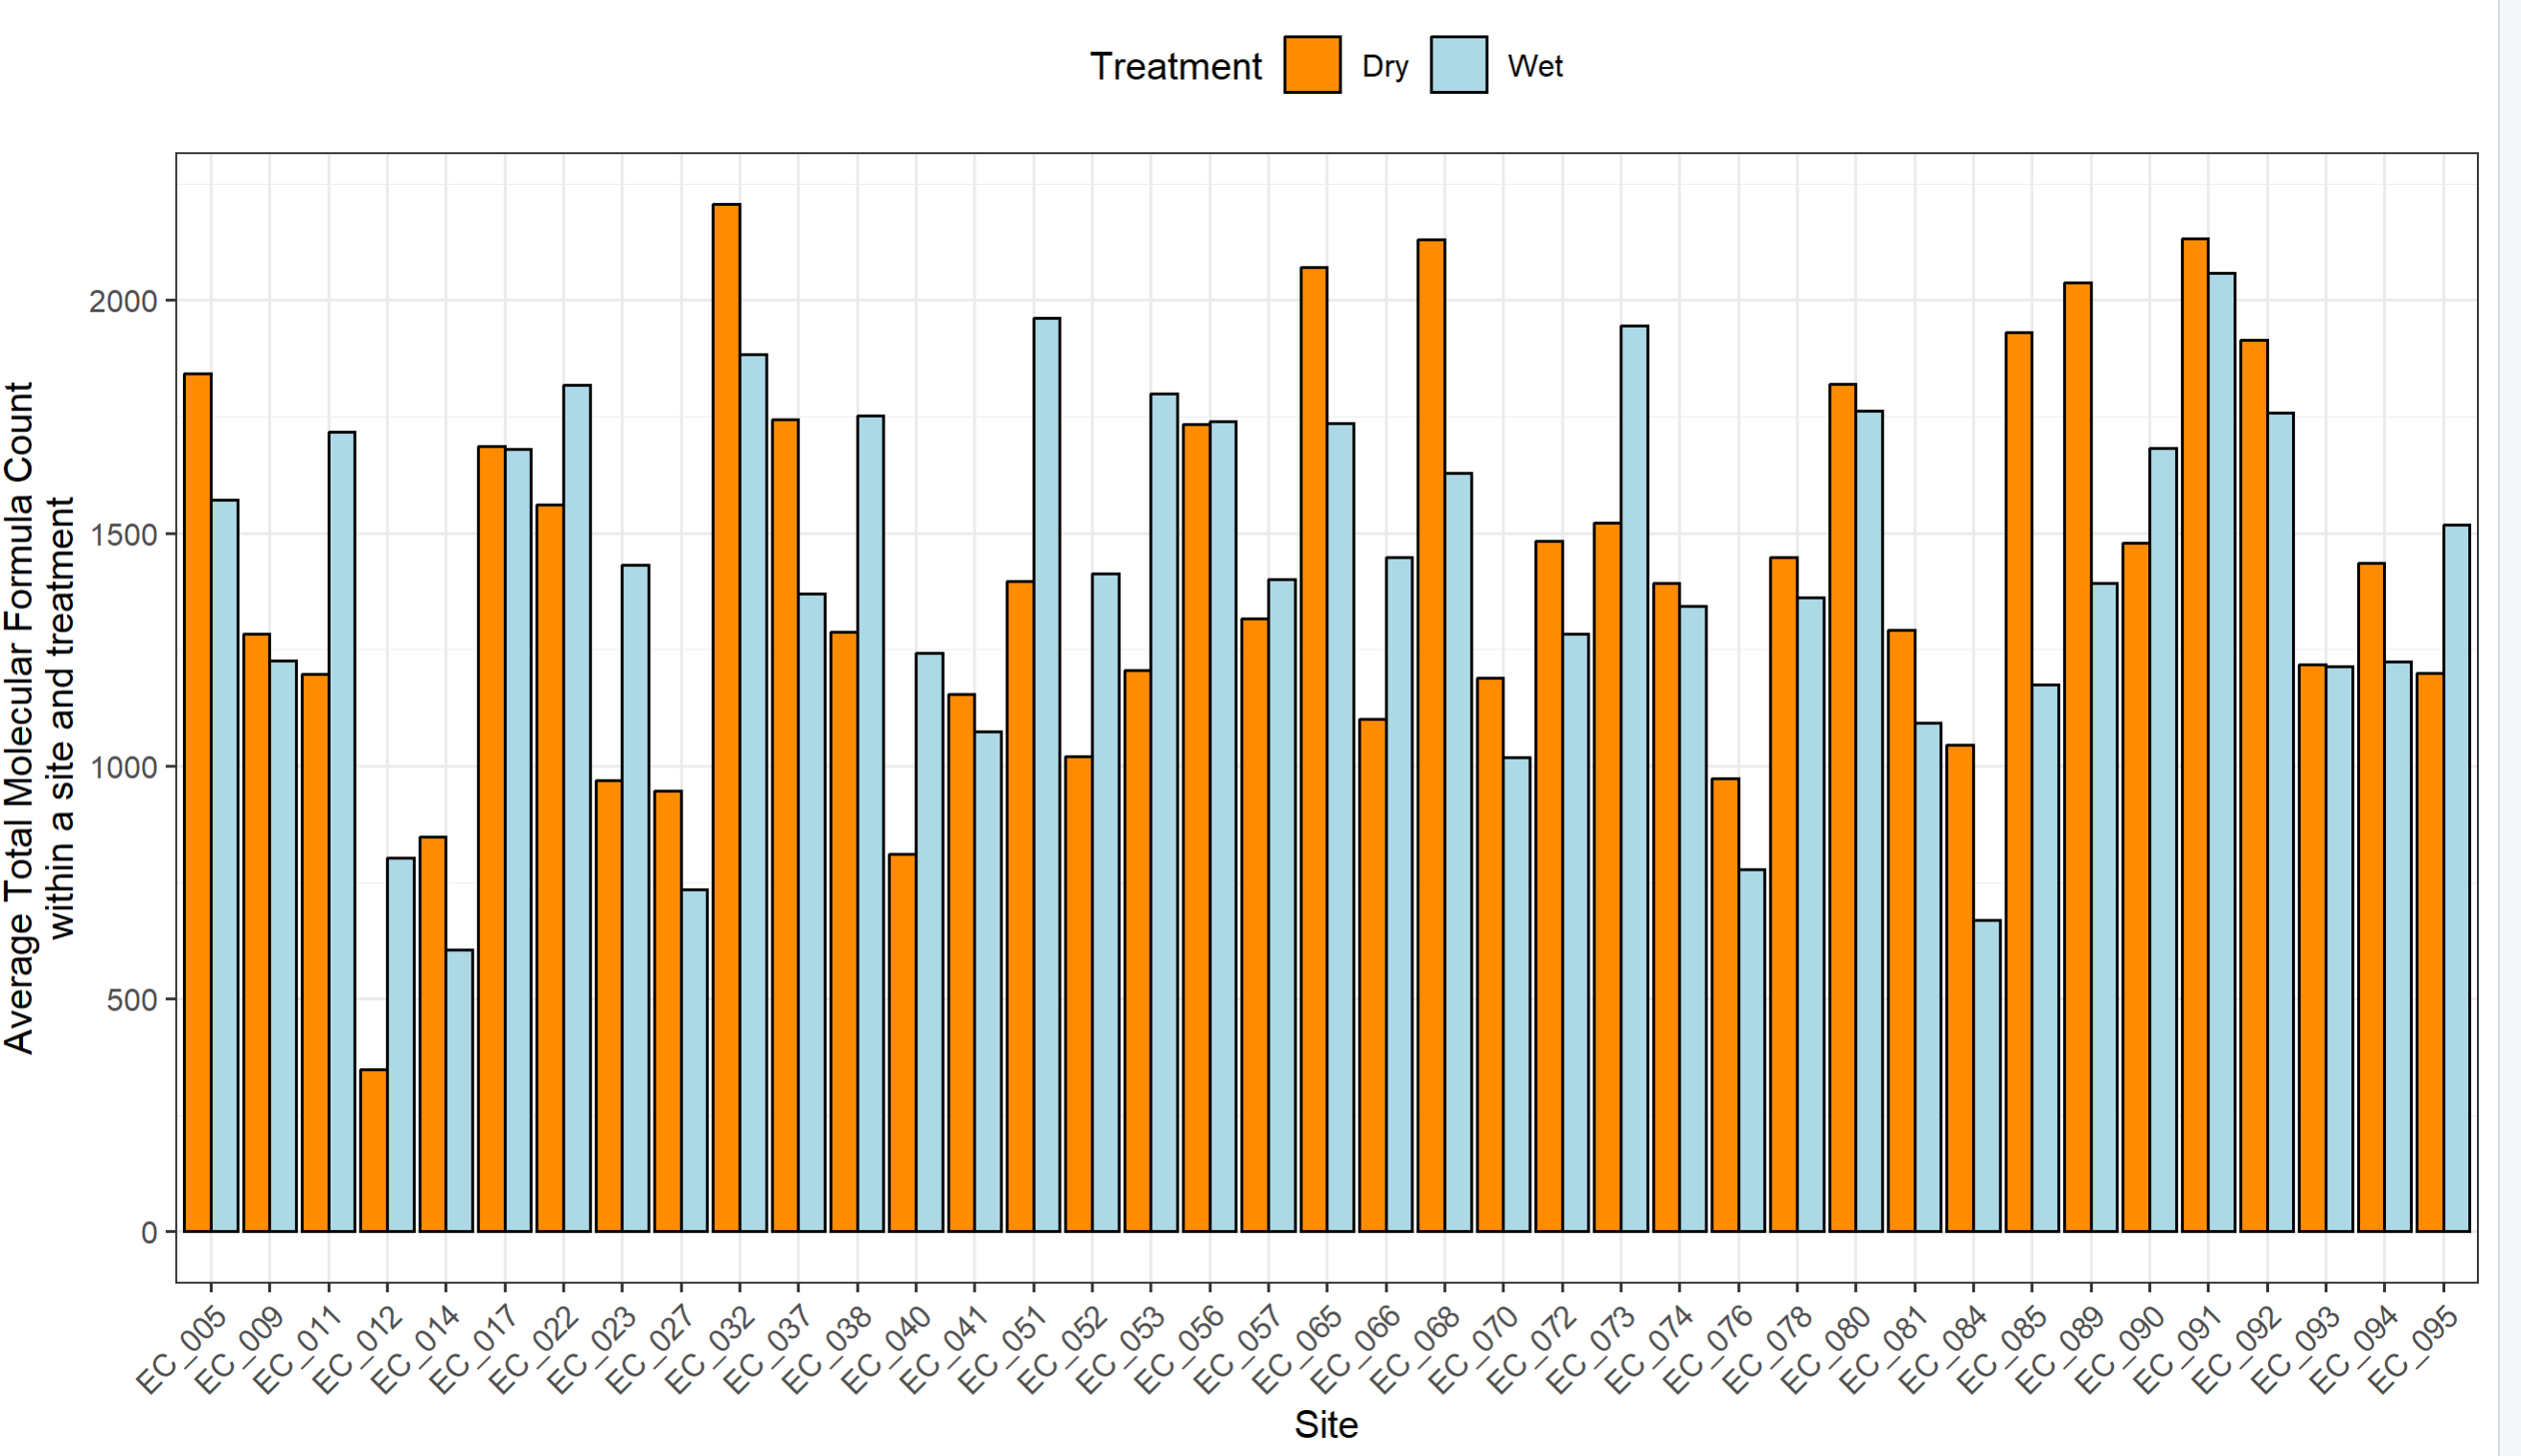 Treatment Dry Wet
Average Total Molecular Formula Count
within a site and treatment
2000
1500
1000
500
0
EC_005 EC_009 EC_011 EC_012 EC_014 EC_017 EC_022 EC_023 EC_027 EC_032 EC_037 EC_038 EC_040 EC_041 EC_051 EC_052 EC_053 EC_056 EC_057 EC_065 EC_066 EC_068 EC_070 EC_072 EC_073 EC_074 EC_076 EC_078 EC_080 EC_081 EC_084 EC_085 EC_089 EC_090 EC_091 EC_092 EC_093 EC_094 EC_095
Site